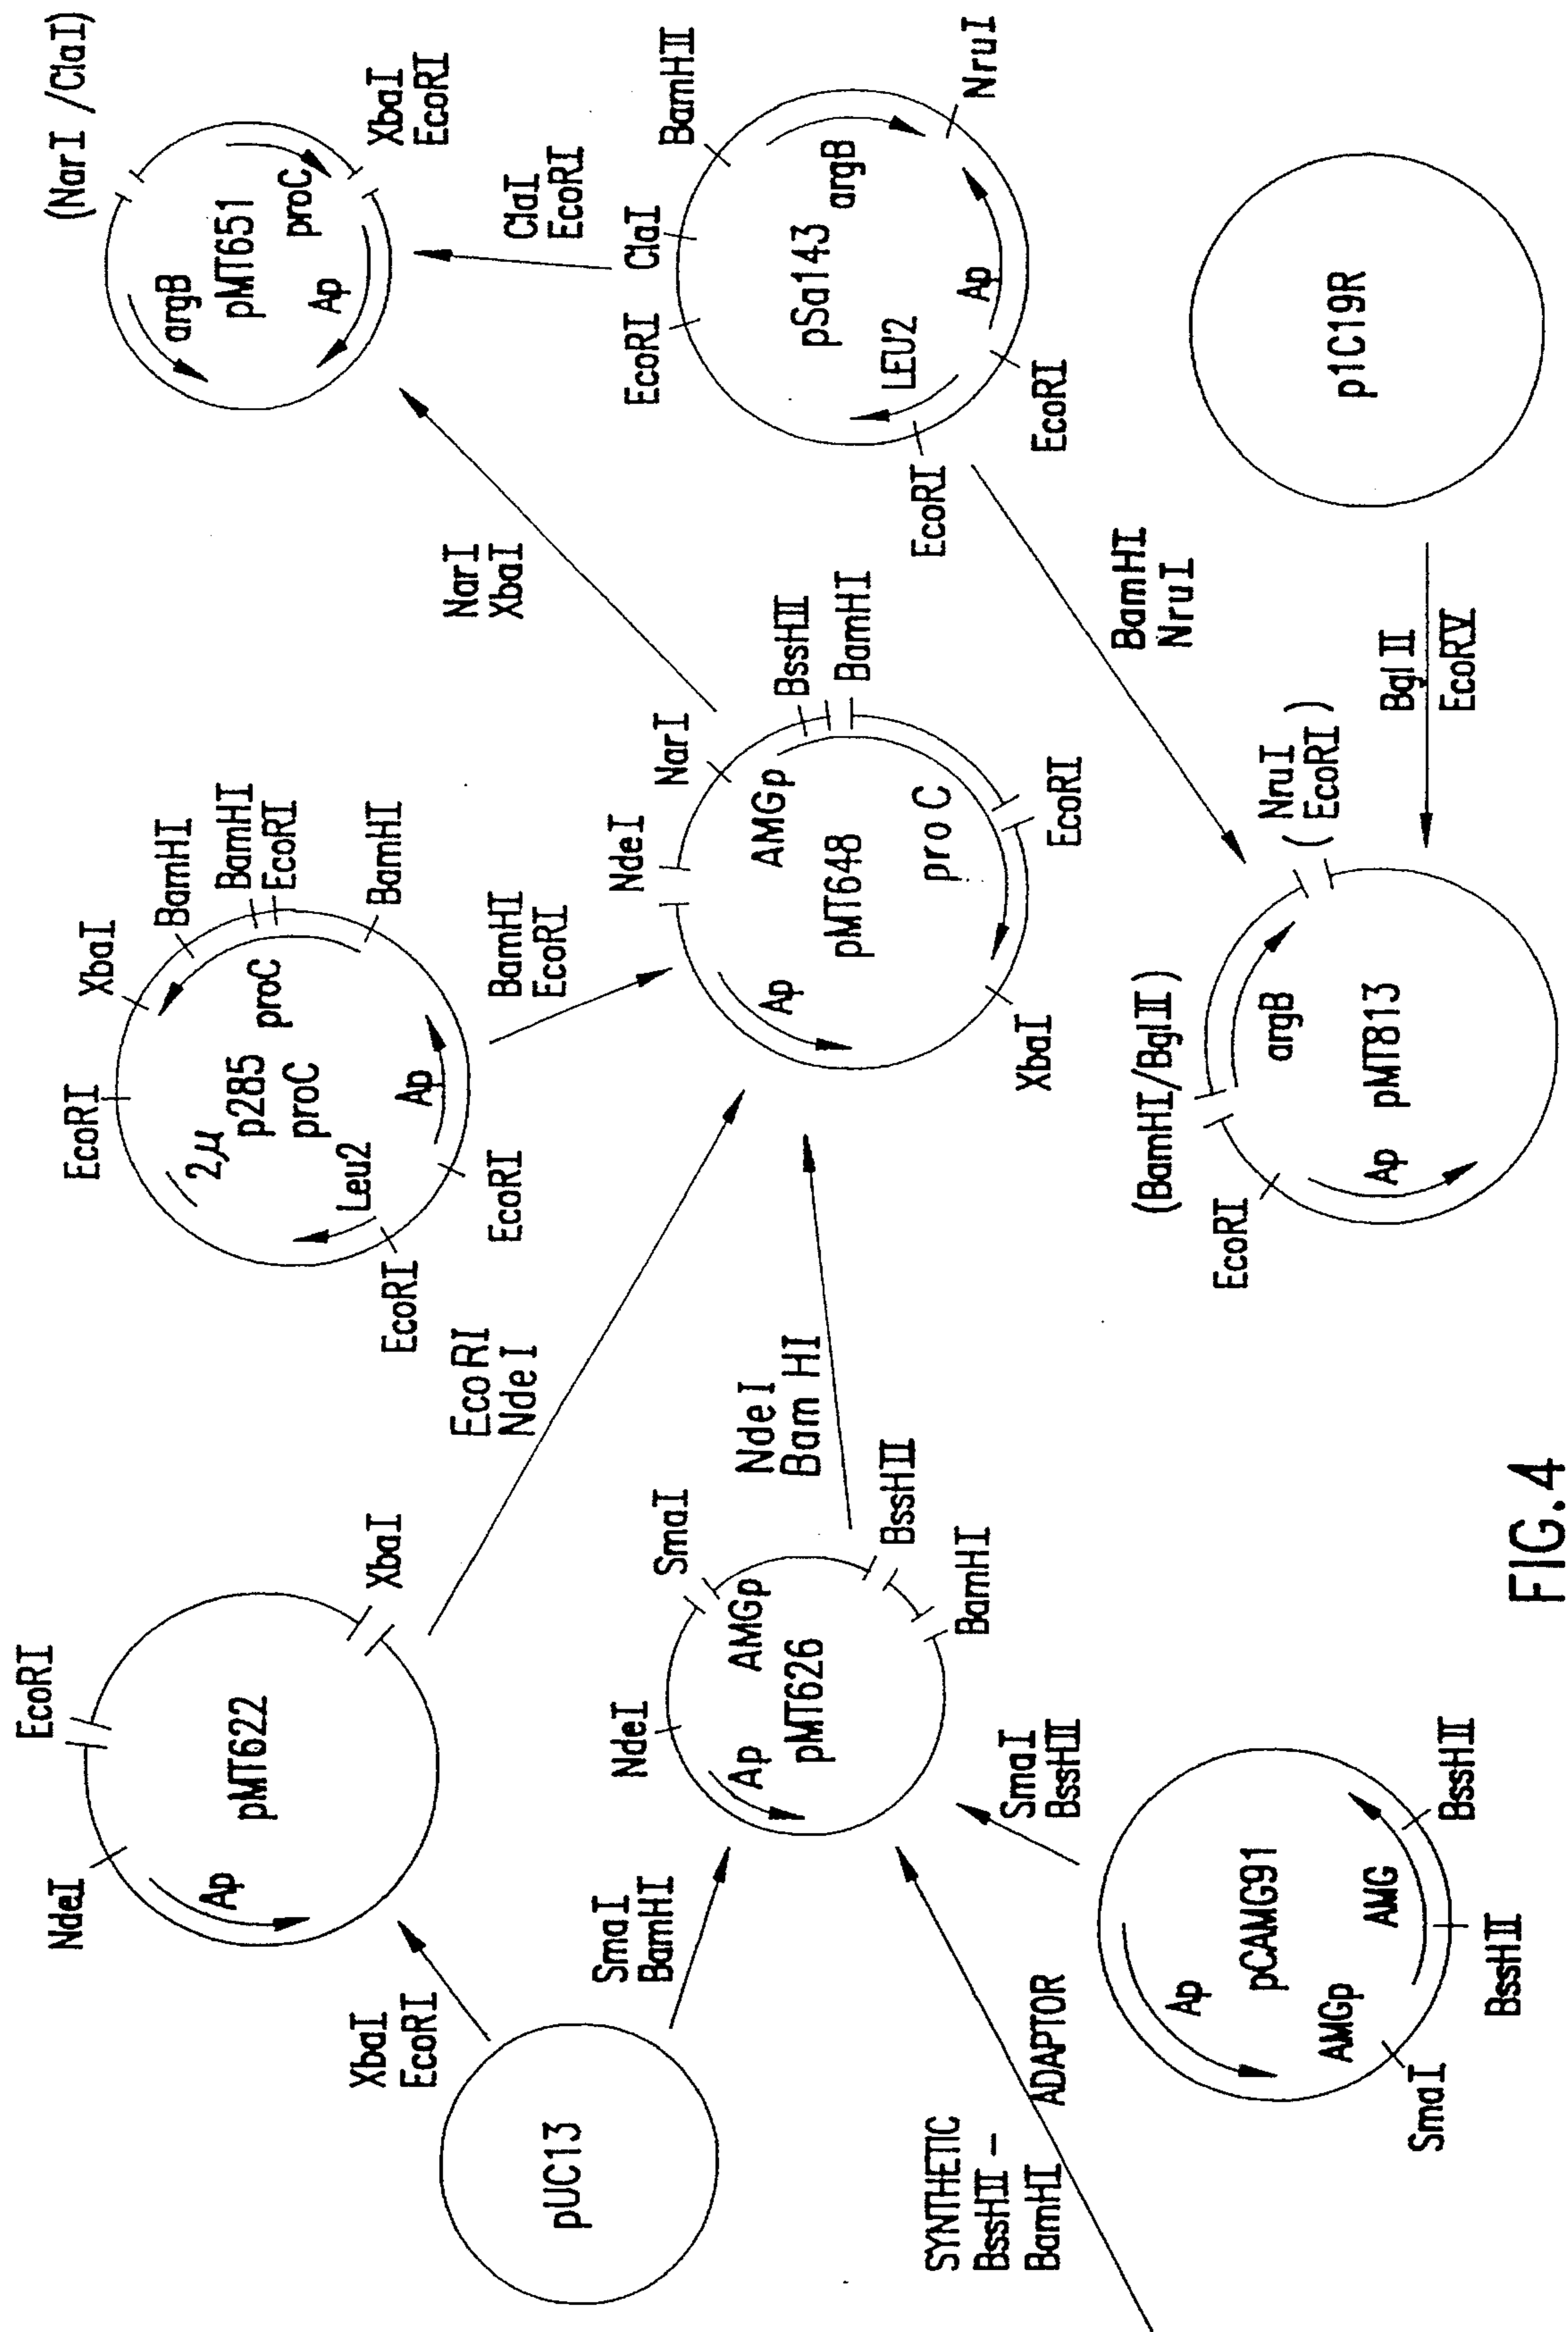 EcoRI
NdeI
Ap
pMT622
XbaI
XbaI
EcoRI
pUC13
SmaI
BamHI
EcoRI
NdeI
EcoRI
XbaI
BamHI
BamHI
EcoRI
BamHI
2μ
p285
proC
proC
Leu2
Ap
EcoRI
EcoRI
BamHI
EcoRI
(NarI /ClaI)
argB
pMT651
proC
Ap
XbaI
EcoRI
NarI
XbaI
ClaI
EcoRI
NdeI
SmaI
Ap
AMGp
pMT626
BssHII
BamHI
NdeI
Bam HI
NdeI
NarI
BssHII
BamHI
AMGp
Ap
pMT648
pro C
EcoRI
XbaI
EcoRI
ClaI
BamHII
pSa143
argB
LEU2
Ap
NruI
EcoRI
EcoRI
SYNTHETIC
BssHII –
BamHI
ADAPTOR
SmaI
BssHII
Ap
pCAMG91
AMGp
AMG
SmaI
BssHII
BssHII
BamHI
NruI
(BamHI/BglII)
(NruI
EcoRI)
EcoRI
argB
Ap
pMT813
BglII
EcoRV
p1C19R
FIG.4